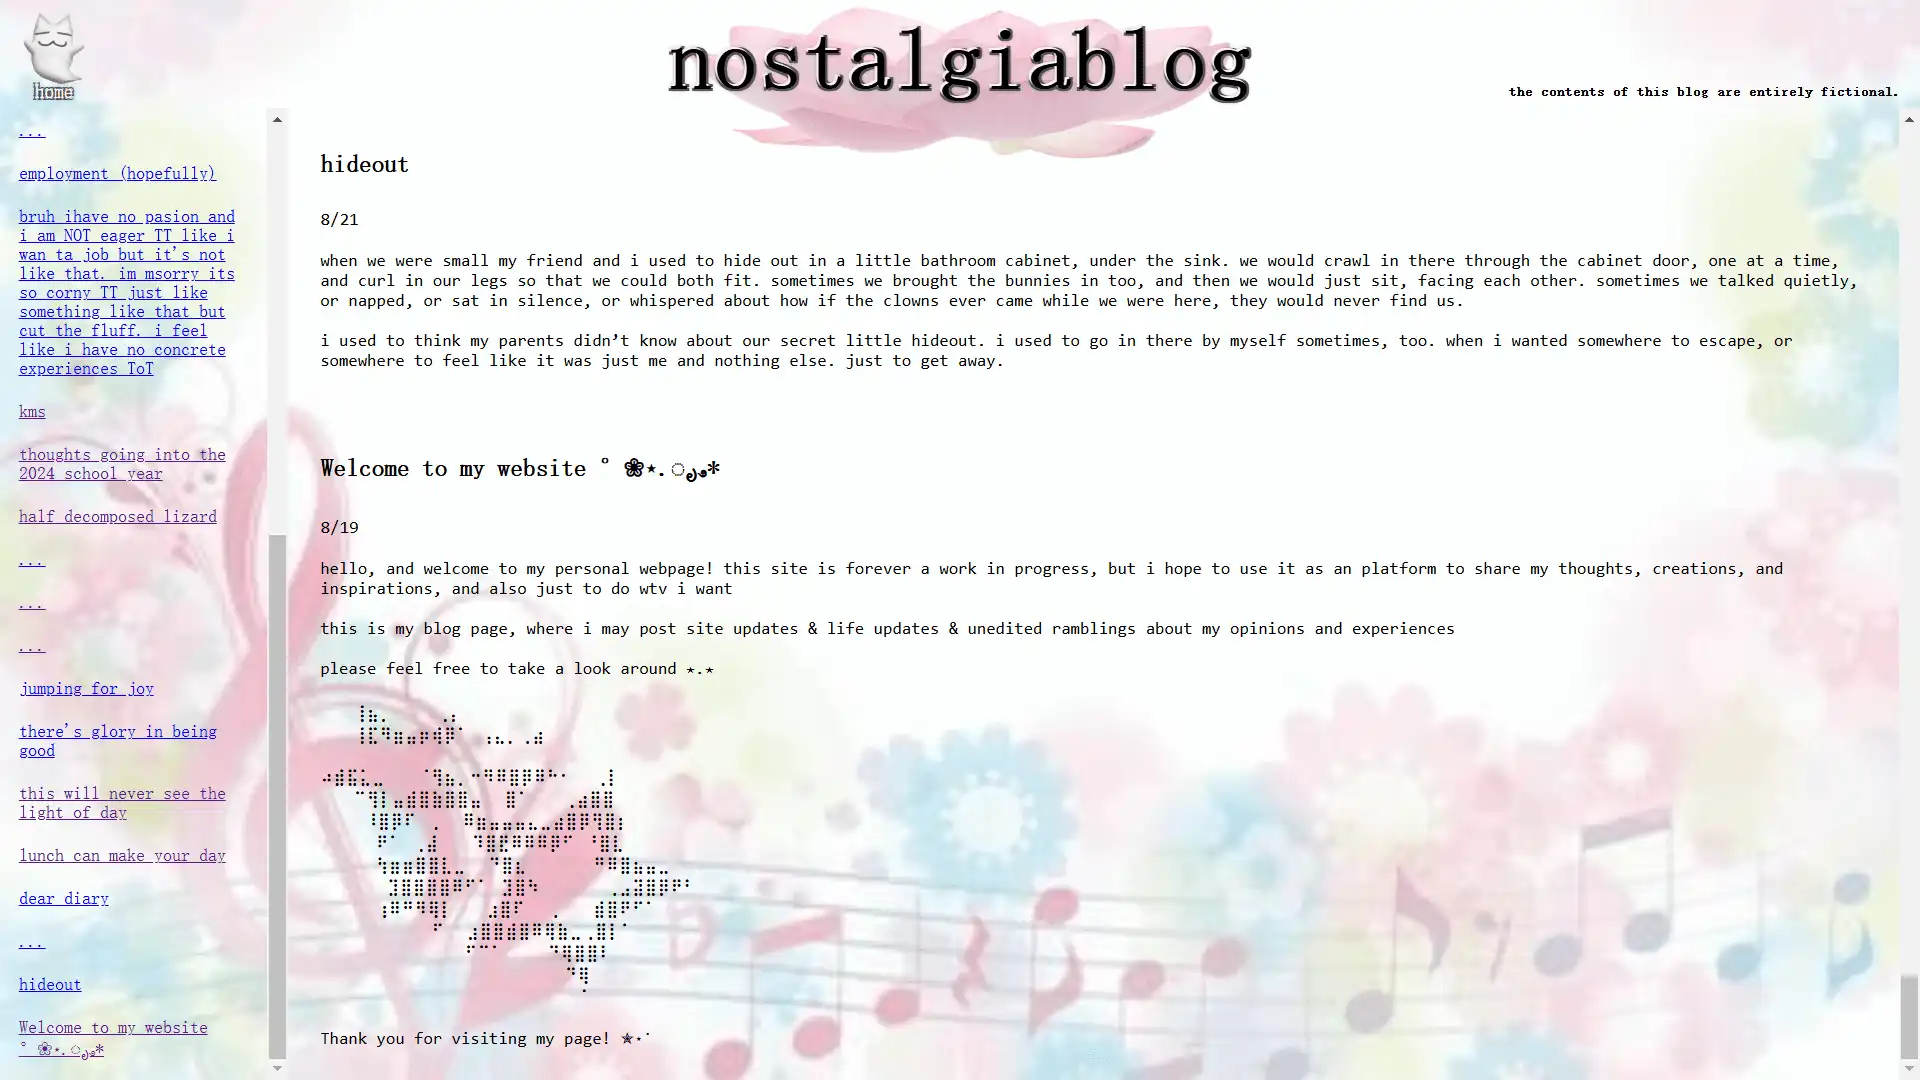 home
nostalgiablog
the contents of this blog are entirely fictional.
...
employment (hopefully)
bruh ihave no pasion and
i am NOT eager TT like i
wan ta job but it's not
like that. im msorry its
so corny TT just like
something like that but
cut the fluff. i feel
like i have no concrete
experiences ToT
kms
thoughts going into the
2024 school year
half decomposed lizard
...
...
...
jumping for joy
there's glory in being
good
this will never see the
light of day
lunch can make your day
dear diary
...
hideout
Welcome to my website
hideout
8/21
when we were small my friend and i used to hide out in a little bathroom cabinet, under the sink. we would crawl in there through the cabinet door, one at a time,
and curl in our legs so that we could both fit. sometimes we brought the bunnies in too, and then we would just sit, facing each other. sometimes we talked quietly,
or napped, or sat in silence, or whispered about how if the clowns ever came while we were here, they would never find us.
i used to think my parents didn't know about our secret little hideout. i used to go in there by myself sometimes, too. when i wanted somewhere to escape, or
somewhere to feel like it was just me and nothing else. just to get away.
Welcome to my website ˚ ❀⋆.ೃ࿔*
8/19
hello, and welcome to my personal webpage! this site is forever a work in progress, but i hope to use it as an platform to share my thoughts, creations, and
inspirations, and also just to do wtv i want
this is my blog page, where i may post site updates & life updates & unedited ramblings about my opinions and experiences
please feel free to take a look around ⋆.⋆
Thank you for visiting my page! ✯⋆˙